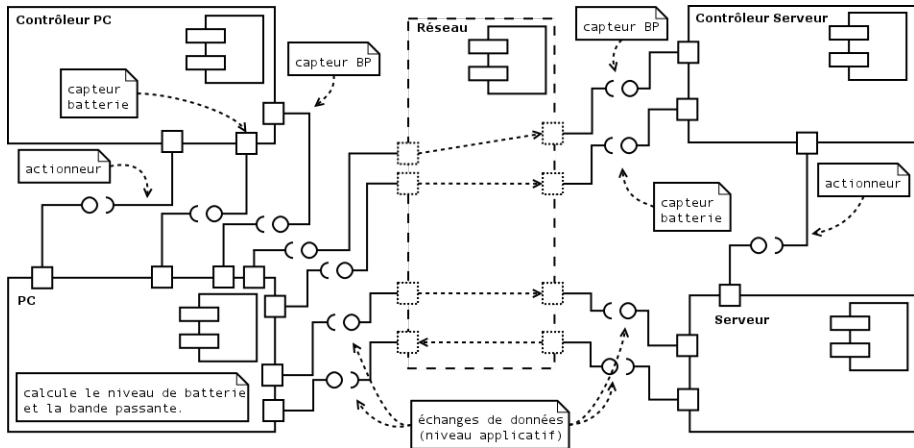 Contrôleur PC
Réseau
capteur BP
Contrôleur Serveur
capteur BP
capteur
batterie
actionneur
actionneur
capteur
batterie
PC
Serveur
calcule le niveau de batterie
et la bande passante.
échanges de données
(niveau applicatif)